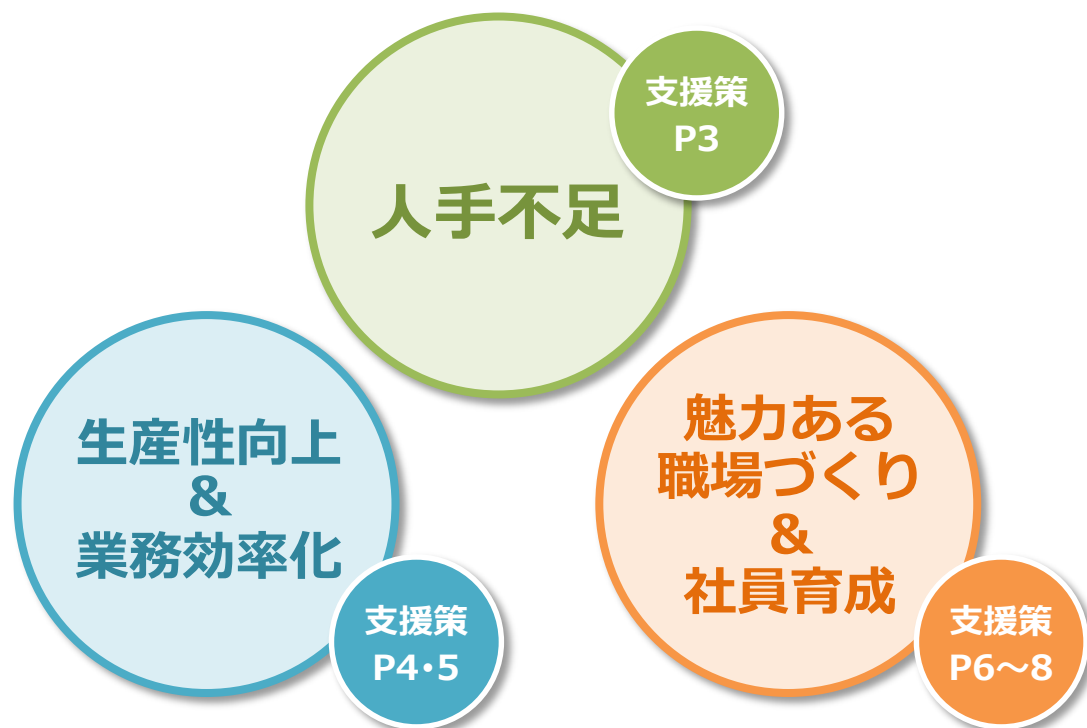 人手不足
支援策
P3
生産性向上
&
業務効率化
支援策
P4・5
魅力ある
職場づくり
&
社員育成
支援策
P6～8